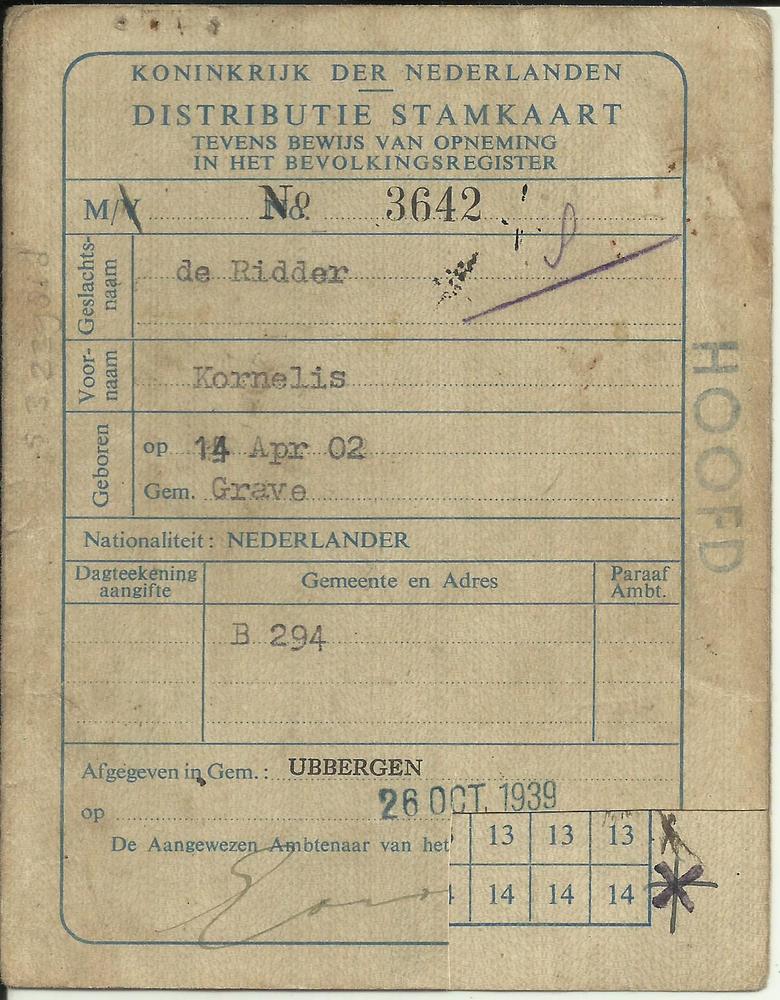 KONINKRIJK DER NEDERLANDEN
DISTRIBUTIE STAMKAART
TEVENS BEWIJS VAN OPNEMING
IN HET BEVOLKINGSREGISTER
M/V No. 3642
Geslachts-
naam
de Ridder
Voor-
naam
Kornelis
Geboren
op 14 Apr 02
Gem. Grave
Nationaliteit: NEDERLANDER
Dagteekening
aangifte
Gemeente en Adres
Paraaf
Ambt.
B 294
Afgegeven in Gem.: UBBERGEN
op 26 OCT. 1939
De Aangewezen Ambtenaar van het
13 13 13
14 14 14
HOOFD